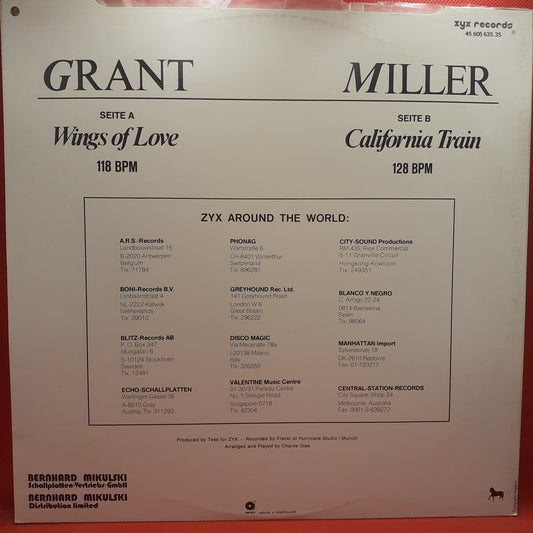 zyx records
45.605 635 35
GRANT MILLER
SEITE A
Wings of Love
118 BPM
SEITE B
California Train
128 BPM
ZYX AROUND THE WORLD:
A.R.S.-Records
Landbouwstraat 16
B-2020 Antwerpen
Belgium
Tlx: 71784
PHONAG
Wartstraße 6
CH-8401 Winterthur
Switzerland
Tlx: 896281
CITY-SOUND Productions
RM 435, Rice Commercial
5-11 Granville Circuit
Hongkong-Kowloon
Tlx: 249351
BONI-Records B.V.
Lijnbaanstraat 4
NL-2222 Katwijk
Netherlands
Tlx: 39010
GREYHOUND Rec. Ltd.
141 Greyhound Road
London W.6
Great Britain
Tlx: 296222
BLANCO Y NEGRO
C. Amigo 22-24
0814-Barcelona
Spain
Tlx: 98064
BLITZ-Records AB
P. O. Box 347
Idungatan 6
S-10124 Stockholm
Sweden
Tlx: 12481
DISCO MAGIC
Via Mecenate 78a
I-20138 Milano
Italy
Tlx: 326350
MANHATTAN Import
Sylvestervej 18
DK-2610 Rødovre
Fax: 01-720217
ECHO-SCHALLPLATTEN
Wartinger Gasse 36
A-8010 Graz
Austria, Tlx: 311293
VALENTINE Music Centre
01-30/31 Paradiz Centre
No: 1 Selegie Road
Singapore 0718
Tlx: 42304
CENTRAL-STATION-RECORDS
City Square, Shop 24
Melbourne, Australia
Fax: 0061-3-639272
Produced by Tess for ZYX - Recorded by Frankl at Hurricane Studio / Munich
Arranged and Played by Charlie Glas
BERNHARD MIKULSKI
Schallplatten-Vertriebs-GmbH
BERNHARD MIKULSKI
Distribution limited